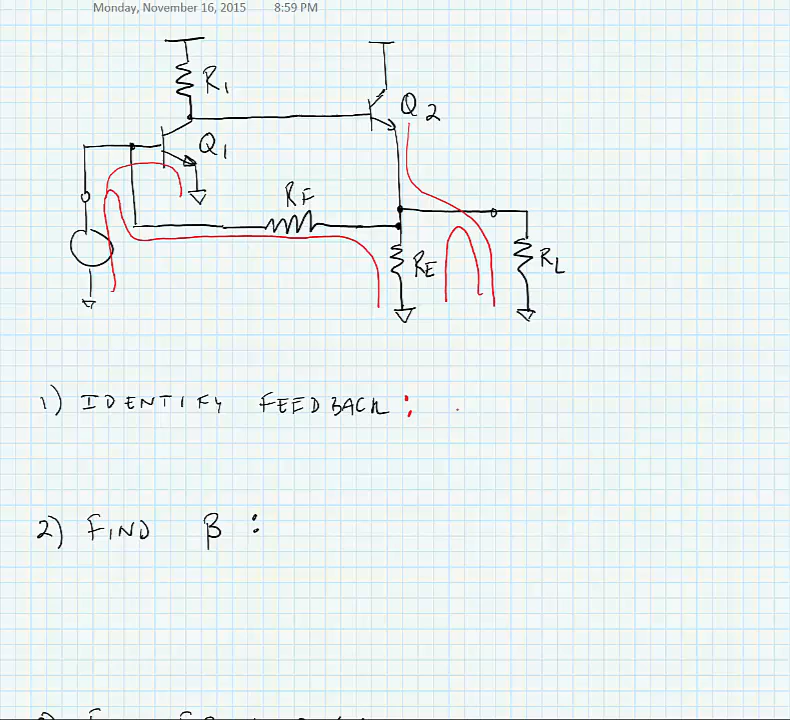 Monday, November 16, 2015 8:59 PM
R1
Q2
Q1
RF
RE
RL
1) IDENTIFY FEEDBACK:
2) FIND β: